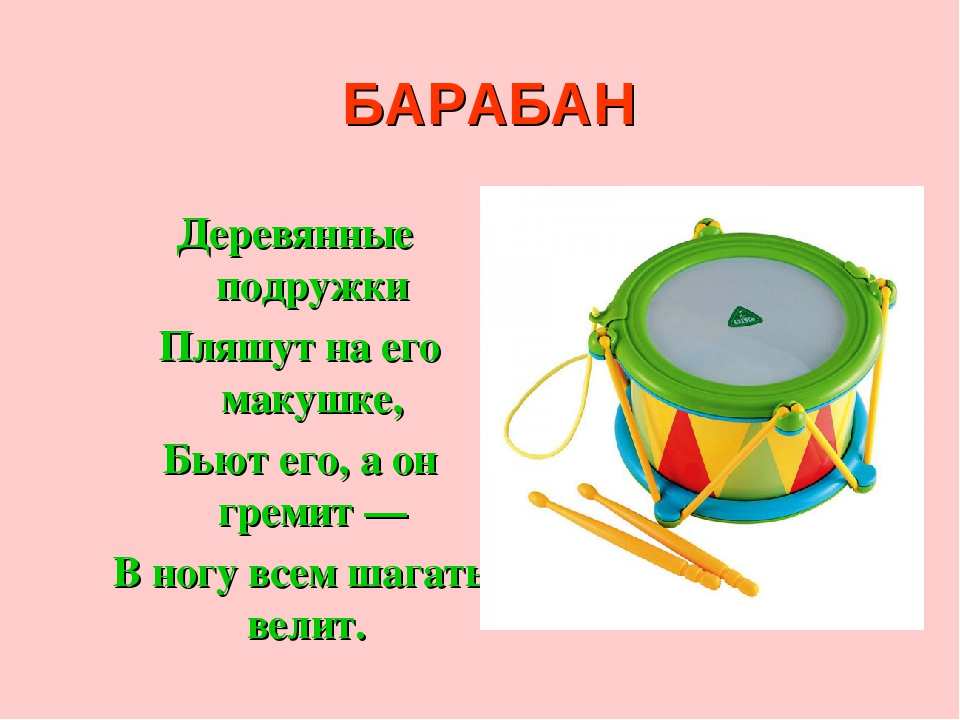 БАРАБАН
Деревянные
подружки
Пляшут на его
макушке,
Бьют его, а он
гремит —
В ногу всем шагать
велит.